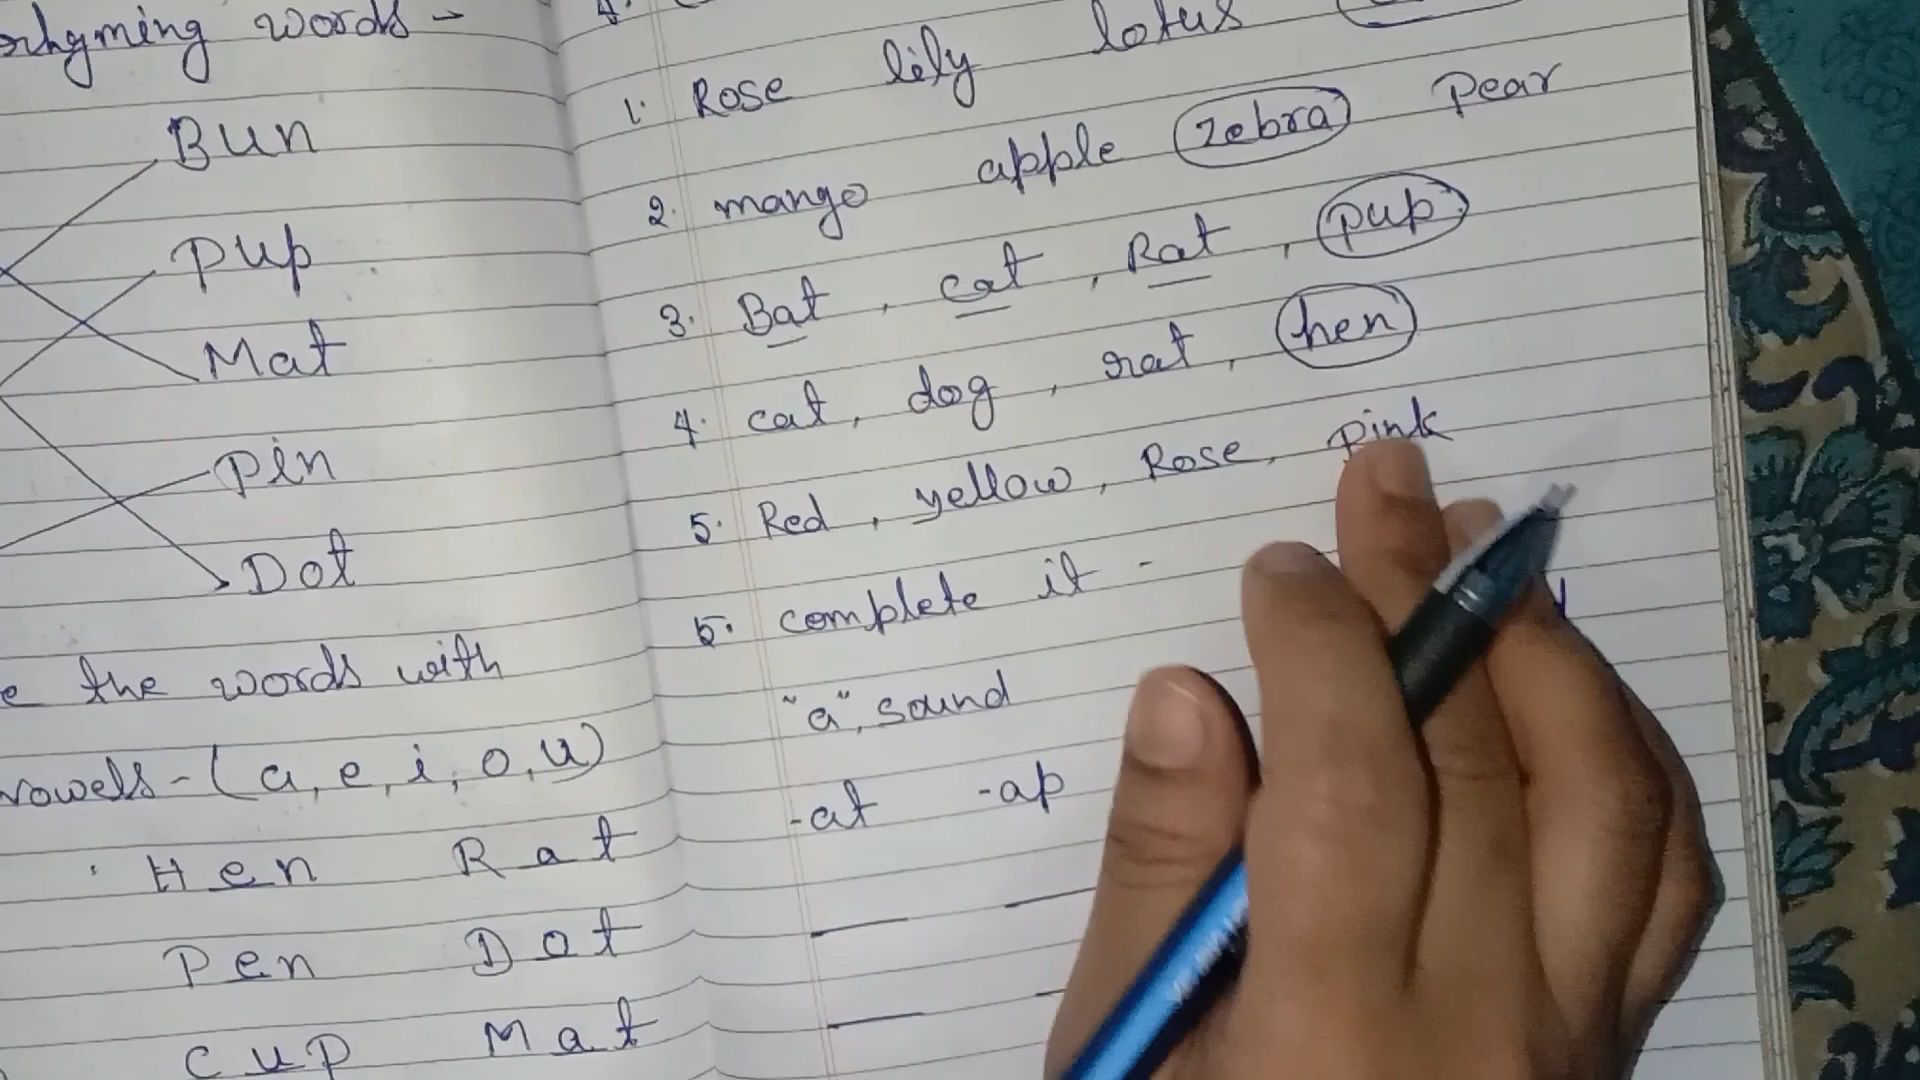 rhyming words -
Bun
Pup
Mat
Pin
Dot
the words with
vowels - (a, e, i, o, u)
Hen Rat
Pen Dot
Cup Mat
4.
1. Rose lily lotus
2. mango apple zebra Pear
3. Bat, cat, Rat, pup
4. cat, dog, rat, hen
5. Red, yellow, Rose, pink
5. complete it -
"a", sound
-at -ap